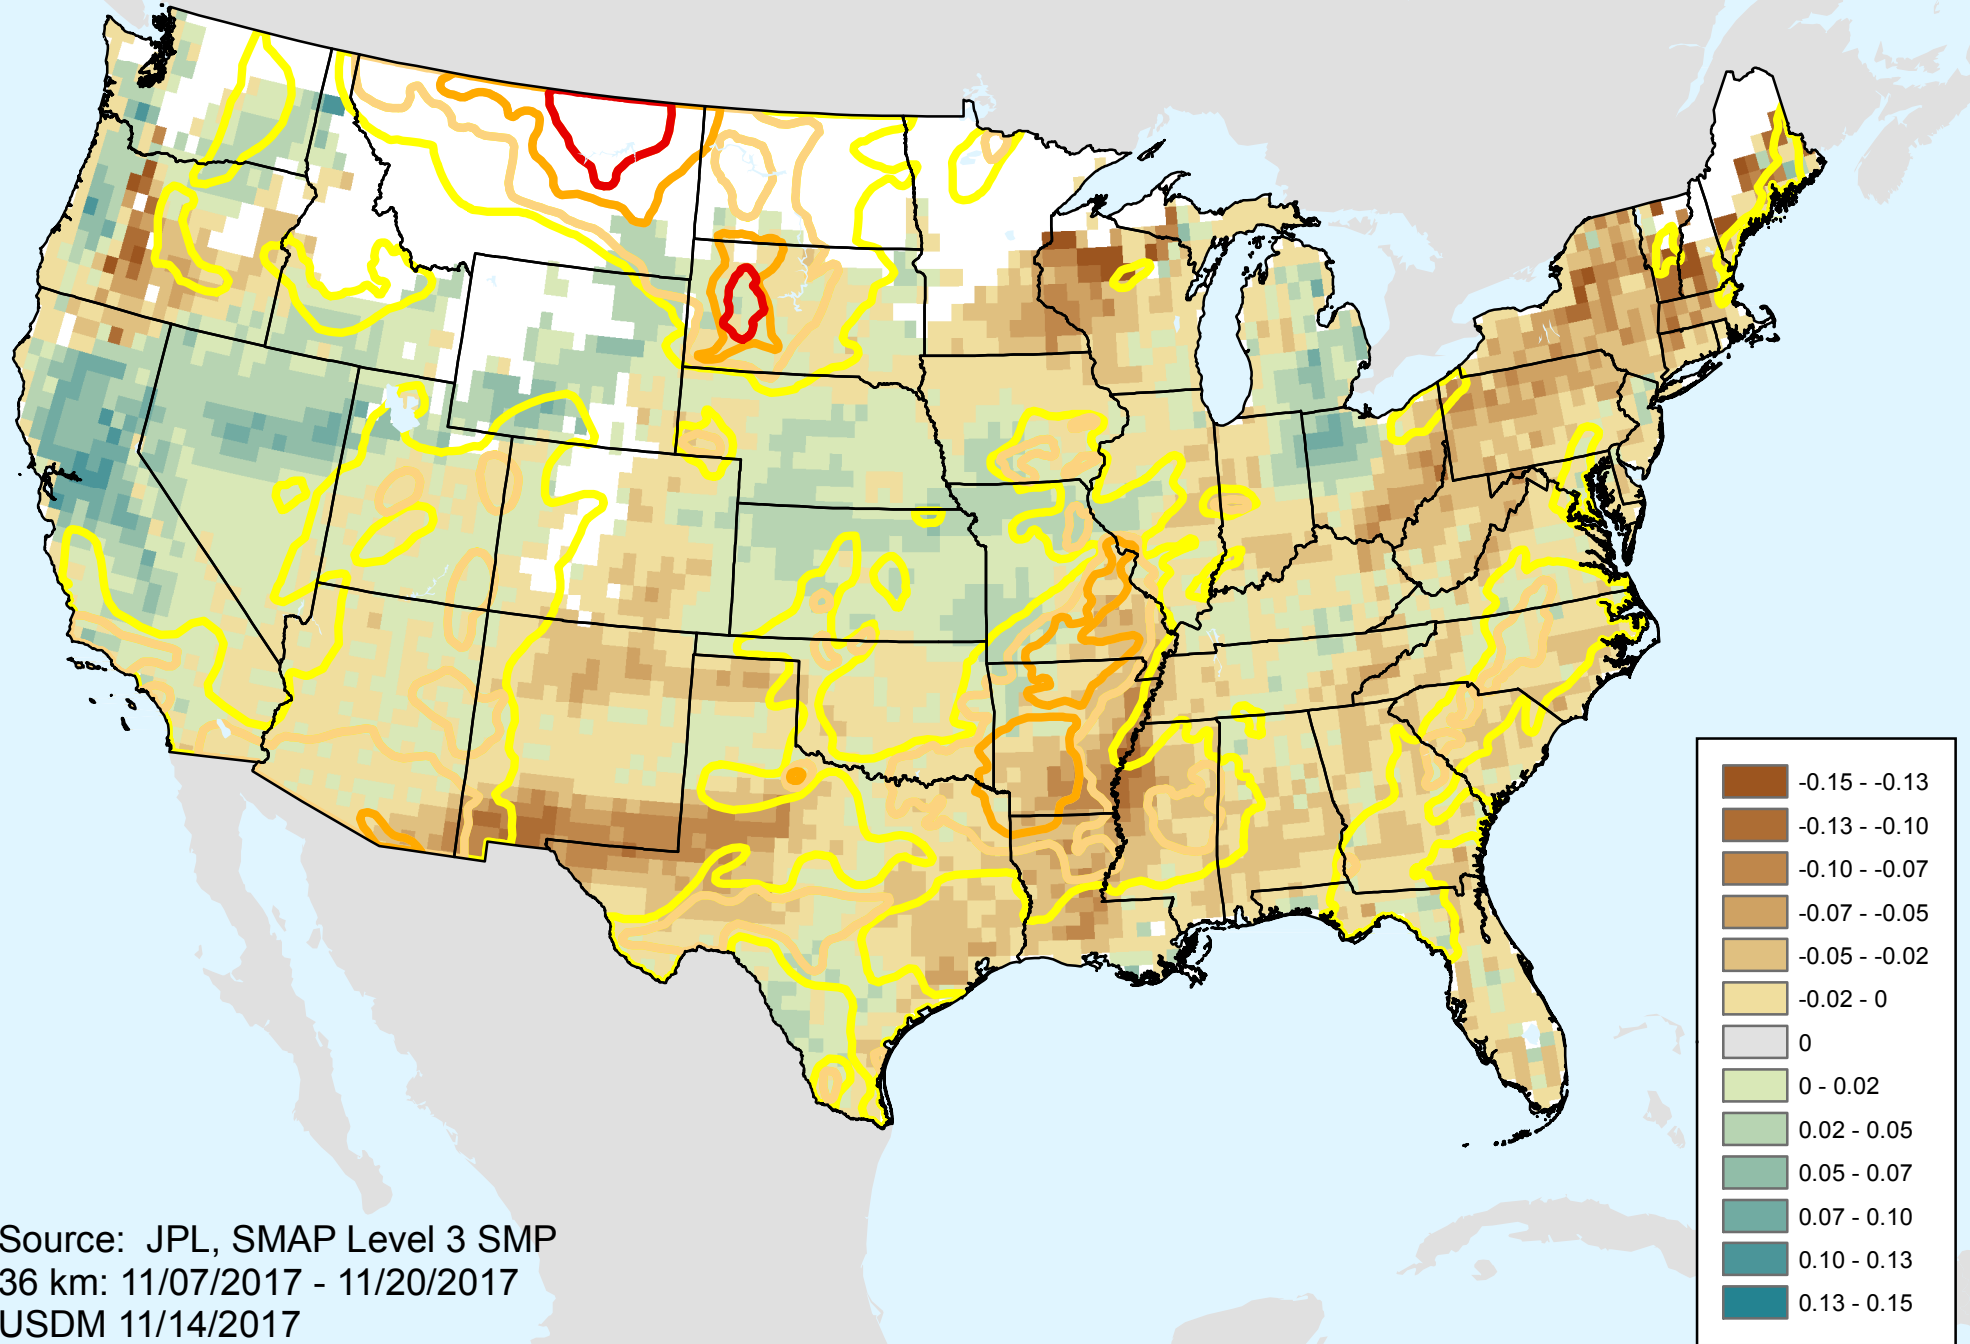 -0.15 - -0.13
-0.13 - -0.10
-0.10 - -0.07
-0.07 - -0.05
-0.05 - -0.02
-0.02 - 0
0
0 - 0.02
0.02 - 0.05
0.05 - 0.07
0.07 - 0.10
0.10 - 0.13
0.13 - 0.15
Source: JPL, SMAP Level 3 SMP
36 km: 11/07/2017 - 11/20/2017
USDM 11/14/2017